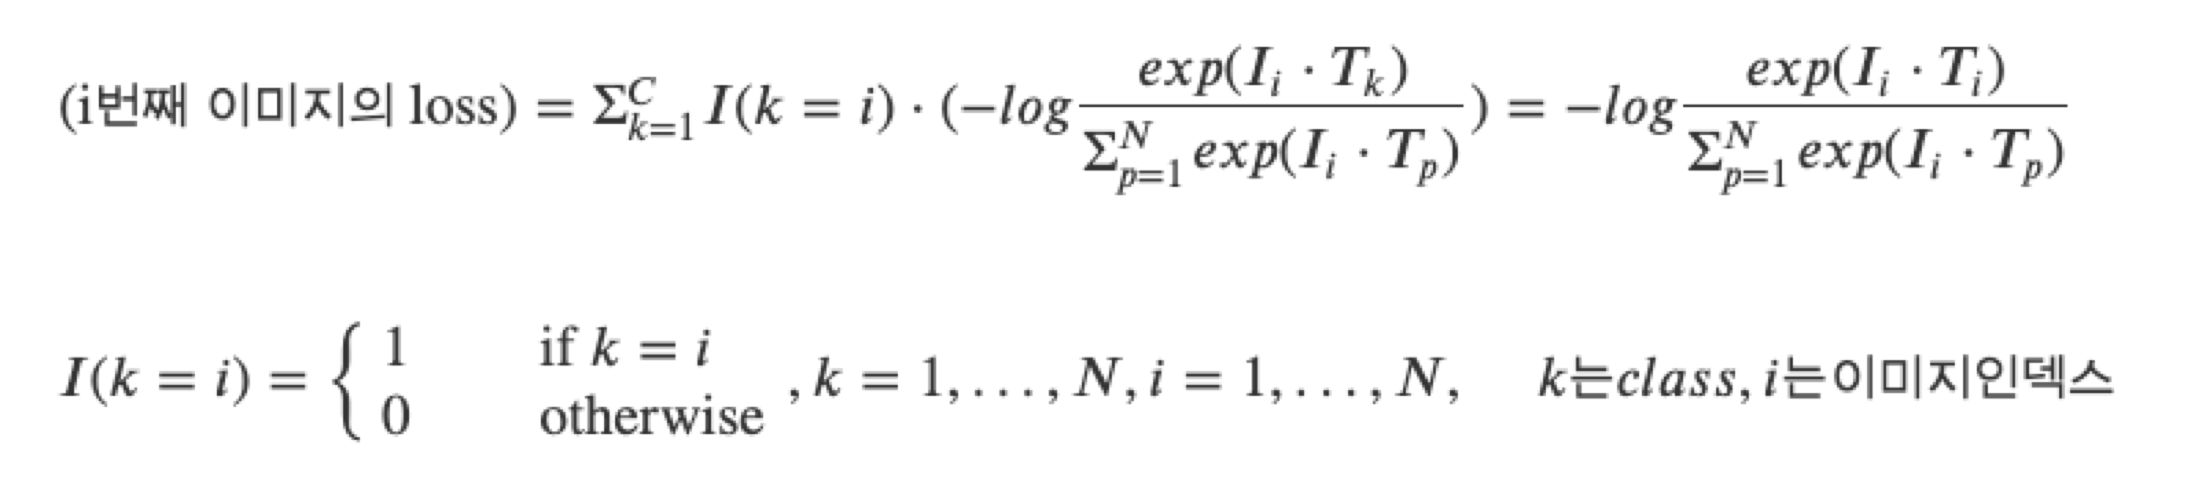 (i번째 이미지의 loss) = Σ_{k=1}^{C} I(k = i) · (−log \frac{exp(I_i · T_k)}{Σ_{p=1}^{N} exp(I_i · T_p)}) = −log \frac{exp(I_i · T_i)}{Σ_{p=1}^{N} exp(I_i · T_p)}
I(k = i) = { 1 if k = i
0 otherwise , k = 1, . . . , N, i = 1, . . . , N, k는class, i는이미지인덱스